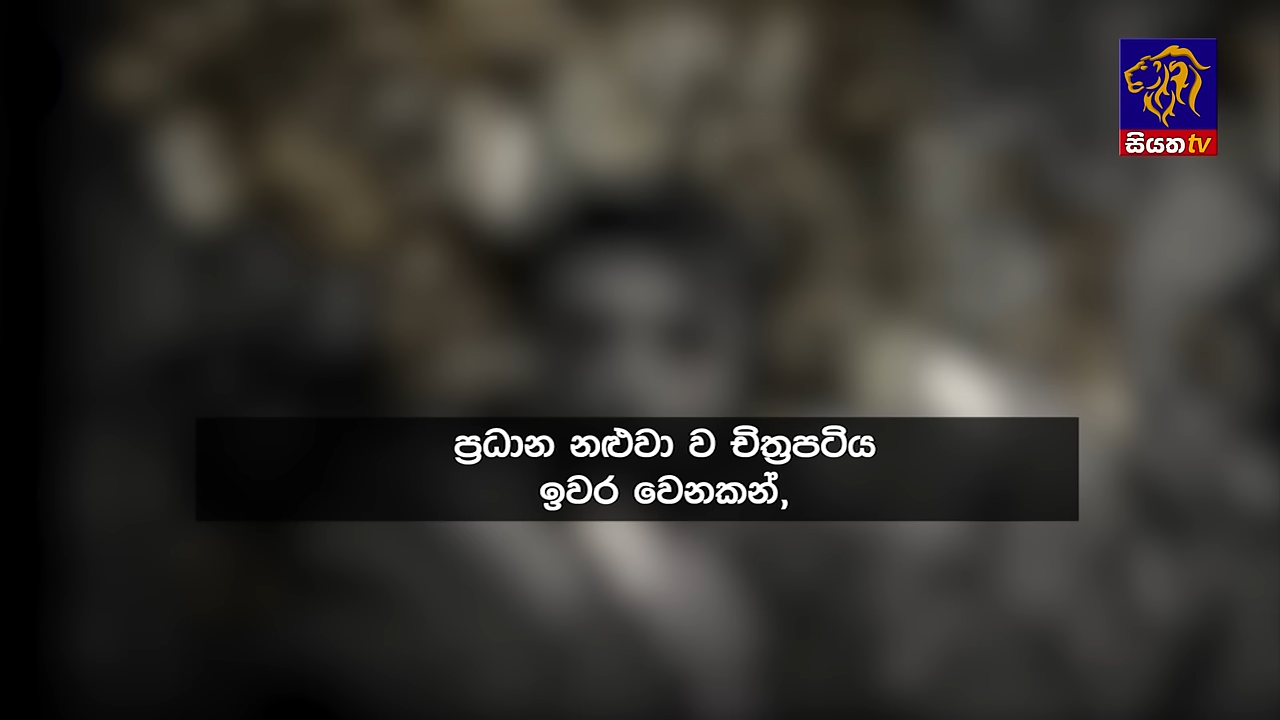 සියත tv
ප්‍රධාන නළුවා ව චිත්‍රපටිය
ඉවර වෙනකන්,